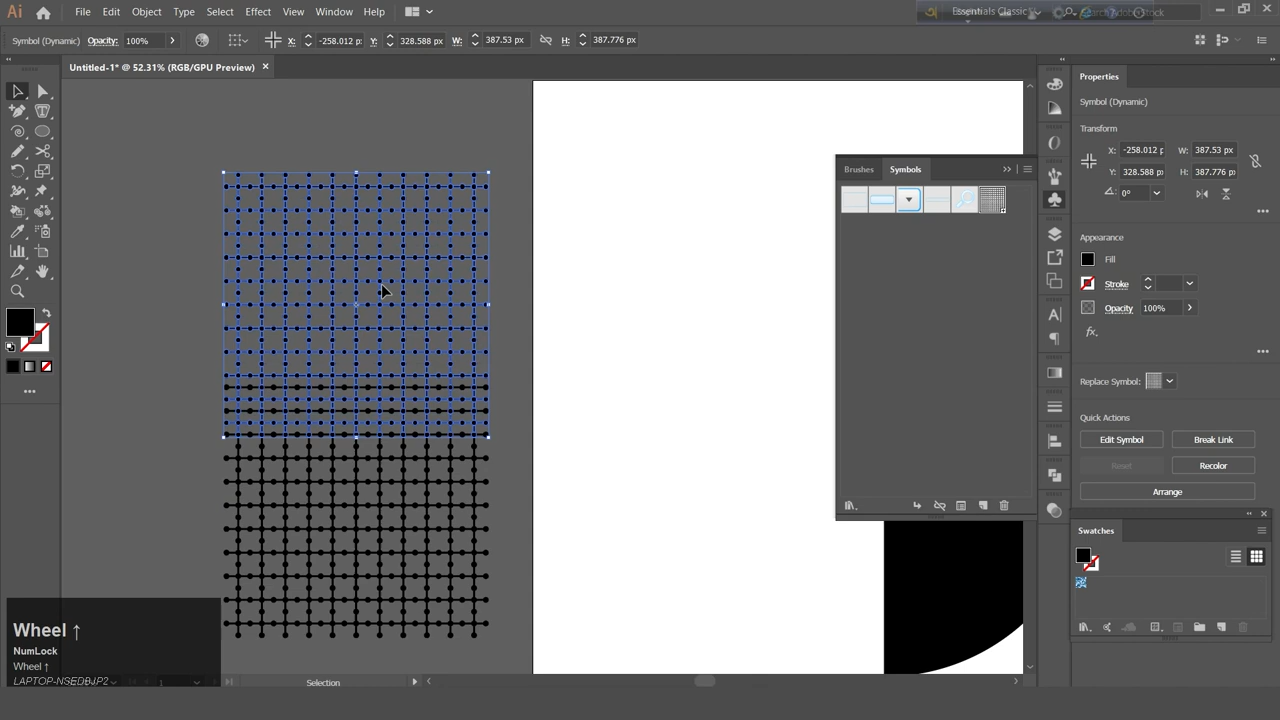 Ai File Edit Object Type Select Effect View Window Help Essentials Classic Search Adobe Stock
Symbol (Dynamic) Opacity: 100% X: -258.012 p Y: 328.588 px W: 387.53 px H: 387.776 px
Untitled-1* @ 52.31% (RGB/GPU Preview) ×
Properties
Symbol (Dynamic)
Transform
X: -258.012 p W: 387.53 px
Y: 328.588 px H: 387.776 px
0°
Brushes Symbols
Appearance
Fill
Stroke
Opacity 100%
fx.
Replace Symbol:
Quick Actions
Edit Symbol Break Link
Reset Recolor
Arrange
Swatches
Wheel ↑
NumLock
Wheel ↑
LAPTOP-NSEDBJP2
1 Selection